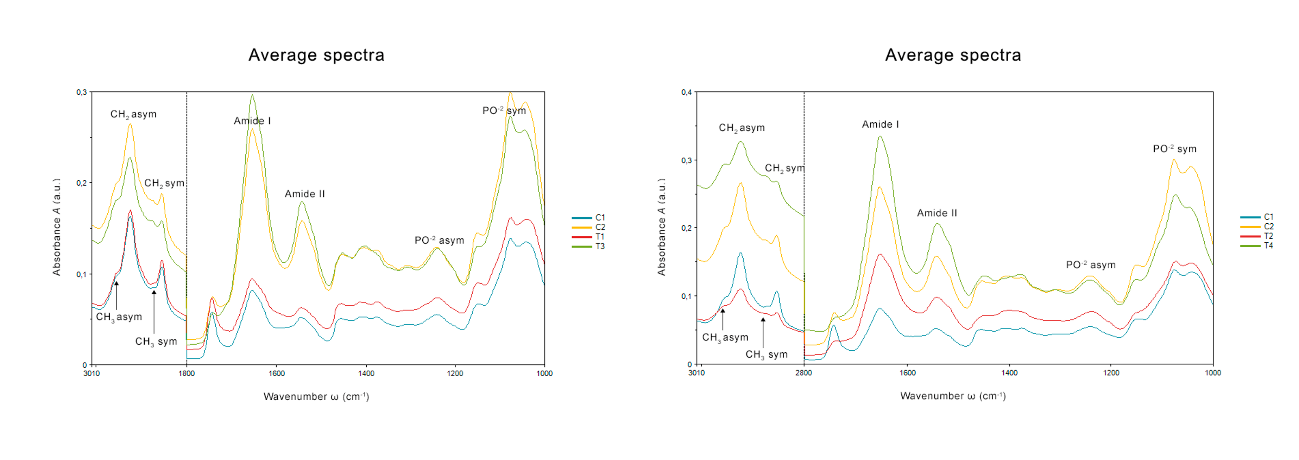 Average spectra
0,3
0,2
0,1
0
Absorbance A (a.u.)
CH2 asym
CH2 sym
CH3 asym
CH3 sym
Amide I
Amide II
PO-2 asym
PO-2 sym
3010 1800 1600 1400 1200 1000
Wavenumber ω (cm-1)
C1
C2
T1
T3
Average spectra
0,4
0,3
0,2
0,1
0
Absorbance A (a.u.)
CH2 asym
CH2 sym
CH3 asym
CH3 sym
Amide I
Amide II
PO-2 asym
PO-2 sym
3010 2800 1600 1400 1200 1000
Wavenumber ω (cm-1)
C1
C2
T2
T4